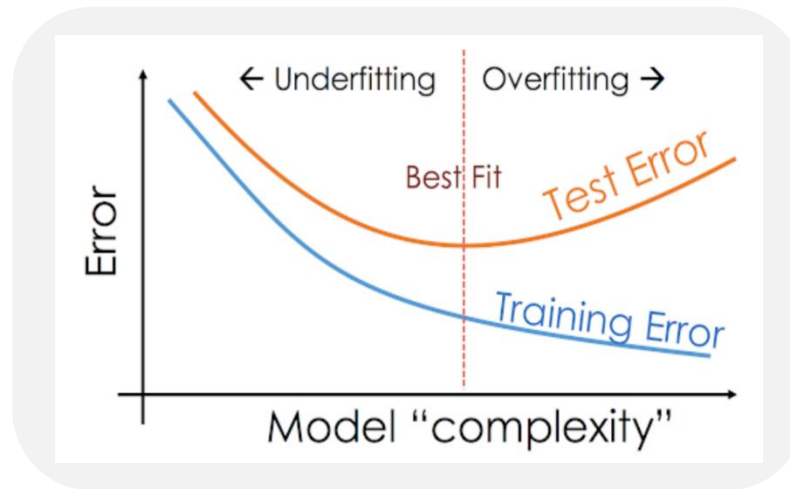 ← Underfitting
Overfitting →
Best Fit
Test Error
Error
Training Error
Model “complexity”